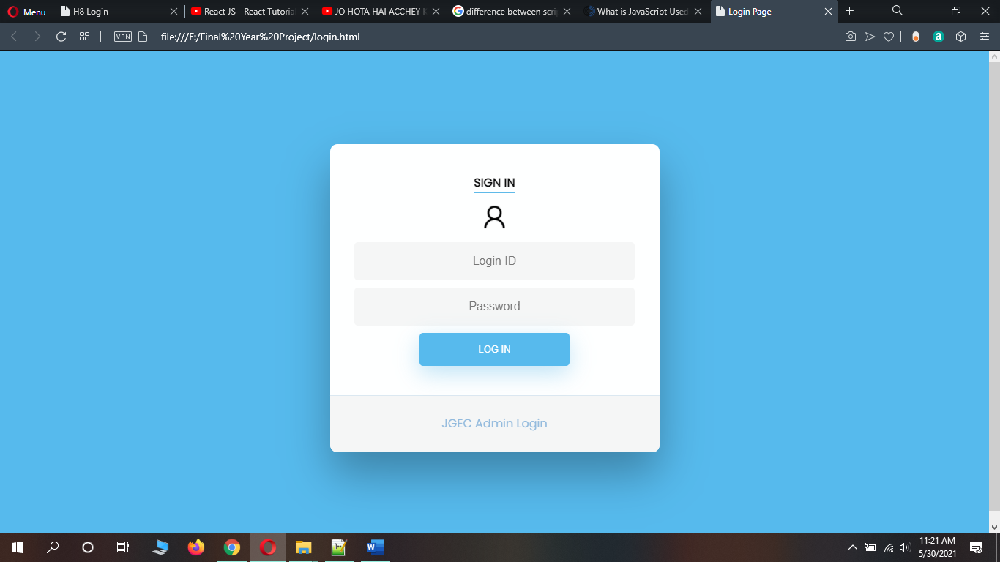 Menu
H8 Login
React JS - React Tutoria
JO HOTA HAI ACCHEY K
difference between scri
What is JavaScript Used
Login Page
VPN
file:///E:/Final%20Year%20Project/login.html
a
SIGN IN
Login ID
Password
LOG IN
JGEC Admin Login
11:21 AM
5/30/2021